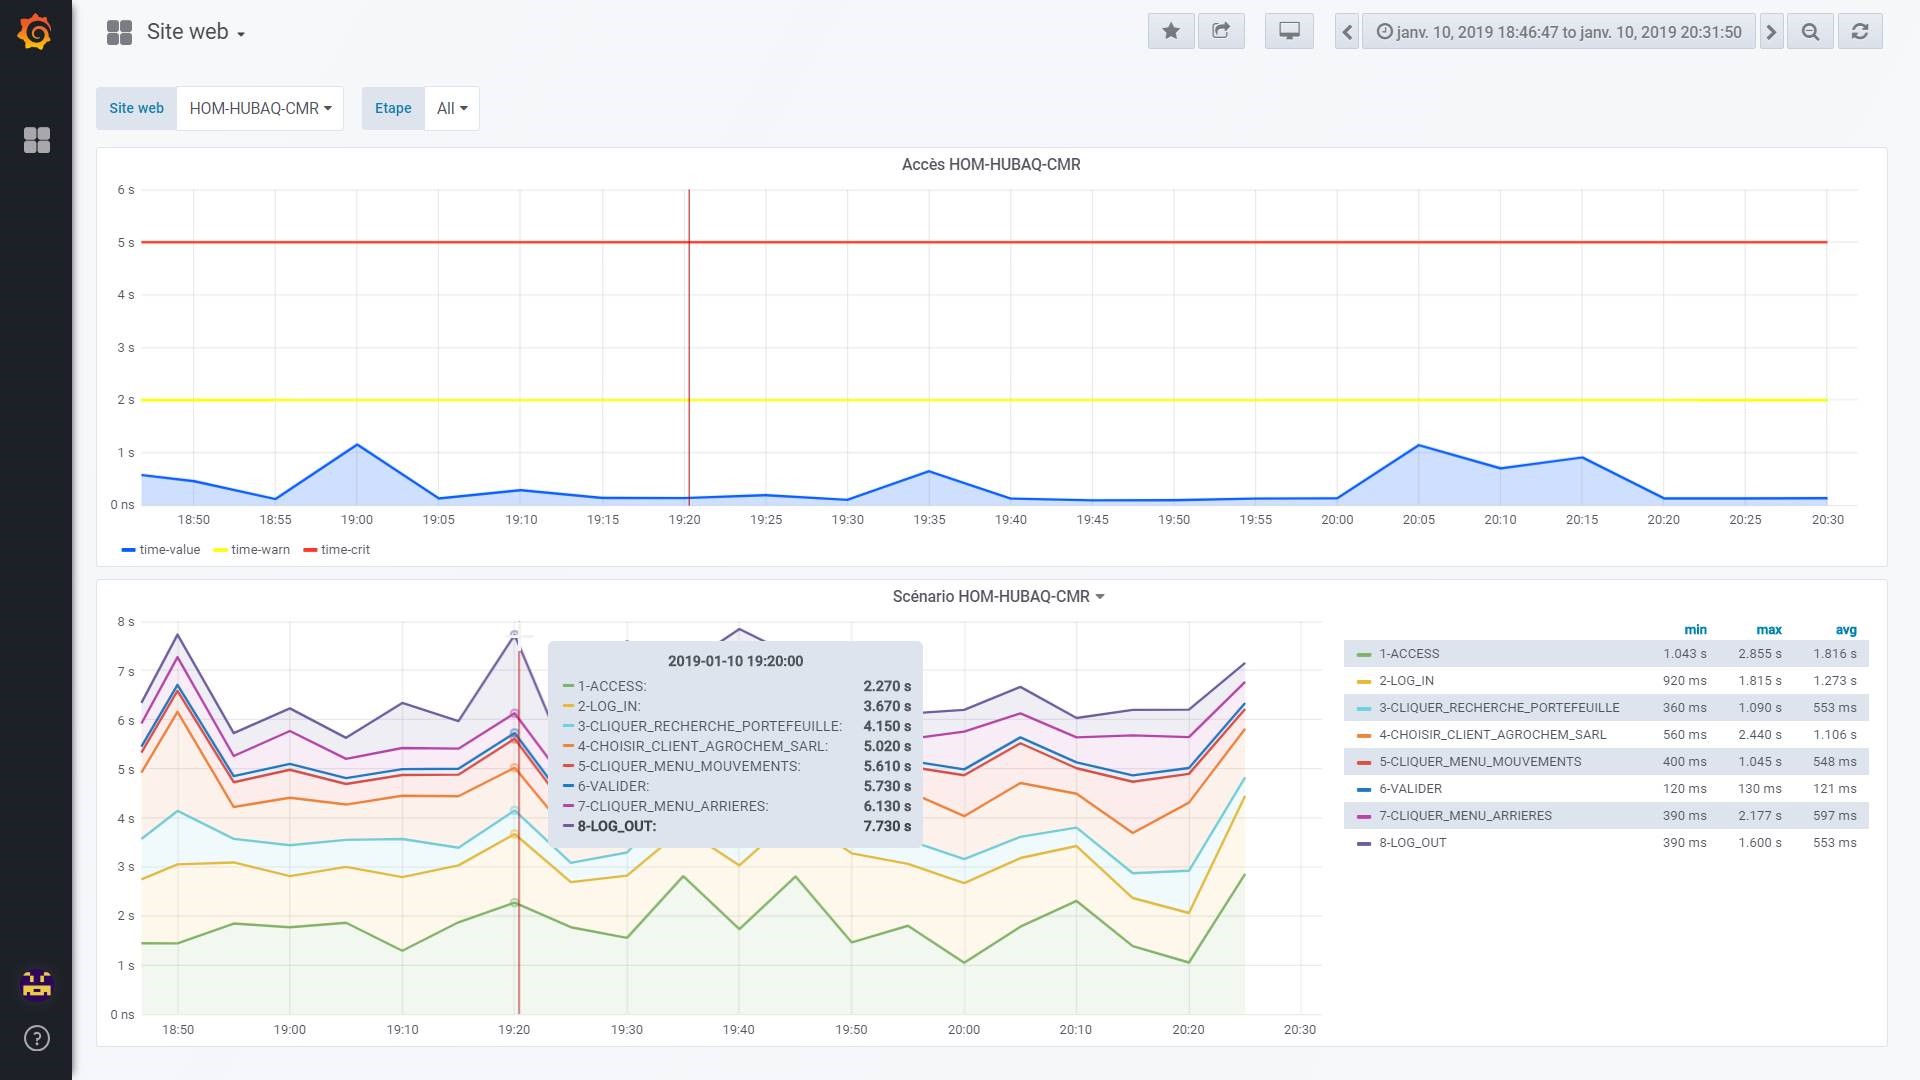 Site web
janv. 10, 2019 18:46:47 to janv. 10, 2019 20:31:50
Site web HOM-HUBAQ-CMR Etape All
Accès HOM-HUBAQ-CMR
6 s
5 s
4 s
3 s
2 s
1 s
0 ns
18:50 18:55 19:00 19:05 19:10 19:15 19:20 19:25 19:30 19:35 19:40 19:45 19:50 19:55 20:00 20:05 20:10 20:15 20:20 20:25 20:30
time-value time-warn time-crit
Scénario HOM-HUBAQ-CMR
8 s
7 s
6 s
5 s
4 s
3 s
2 s
1 s
0 ns
18:50 19:00 19:10 19:20 19:30 19:40 19:50 20:00 20:10 20:20 20:30
2019-01-10 19:20:00
1-ACCESS: 2.270 s
2-LOG_IN: 3.670 s
3-CLIQUER_RECHERCHE_PORTEFEUILLE: 4.150 s
4-CHOISIR_CLIENT_AGROCHEM_SARL: 5.020 s
5-CLIQUER_MENU_MOUVEMENTS: 5.610 s
6-VALIDER: 5.730 s
7-CLIQUER_MENU_ARRIERES: 6.130 s
8-LOG_OUT: 7.730 s
min max avg
1-ACCESS 1.043 s 2.855 s 1.816 s
2-LOG_IN 920 ms 1.815 s 1.273 s
3-CLIQUER_RECHERCHE_PORTEFEUILLE 360 ms 1.090 s 553 ms
4-CHOISIR_CLIENT_AGROCHEM_SARL 560 ms 2.440 s 1.106 s
5-CLIQUER_MENU_MOUVEMENTS 400 ms 1.045 s 548 ms
6-VALIDER 120 ms 130 ms 121 ms
7-CLIQUER_MENU_ARRIERES 390 ms 2.177 s 597 ms
8-LOG_OUT 390 ms 1.600 s 553 ms